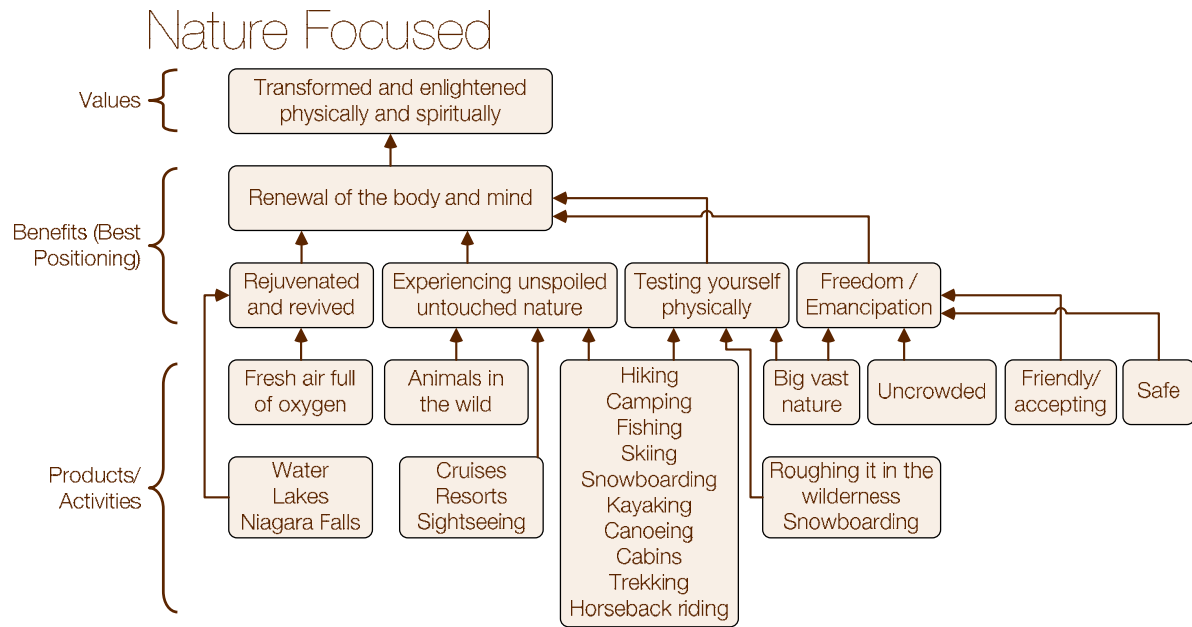 Nature Focused
Values
Transformed and enlightened
physically and spiritually
Benefits (Best
Positioning)
Renewal of the body and mind
Rejuvenated
and revived
Experiencing unspoiled
untouched nature
Testing yourself
physically
Freedom /
Emancipation
Products/
Activities
Fresh air full
of oxygen
Animals in
the wild
Hiking
Camping
Fishing
Skiing
Snowboarding
Kayaking
Canoeing
Cabins
Trekking
Horseback riding
Big vast
nature
Uncrowded
Friendly/
accepting
Safe
Water
Lakes
Niagara Falls
Cruises
Resorts
Sightseeing
Roughing it in the
wilderness
Snowboarding